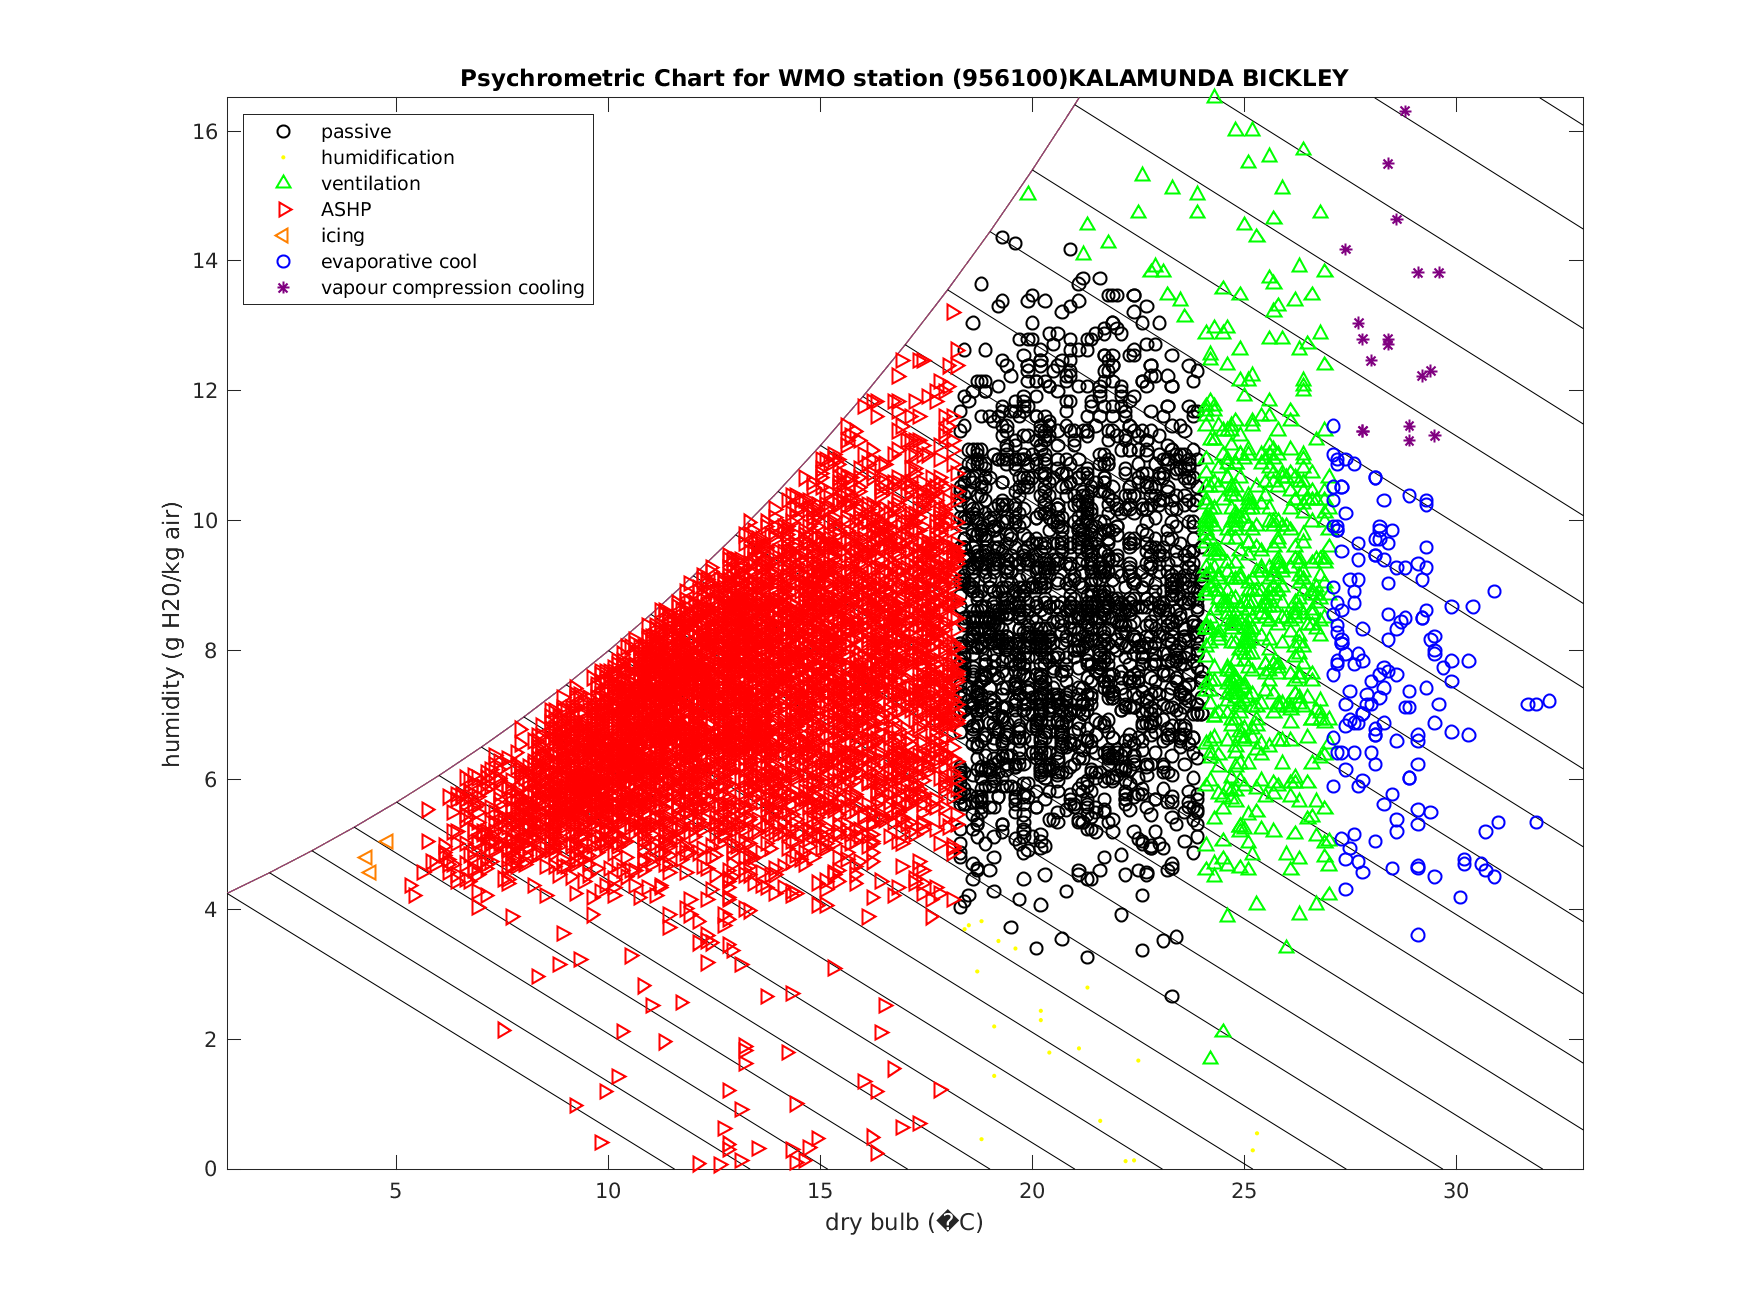 Psychrometric Chart for WMO station (956100)KALAMUNDA BICKLEY
passive
humidification
ventilation
ASHP
icing
evaporative cool
vapour compression cooling
16
14
12
10
8
6
4
2
0
humidity (g H20/kg air)
5 10 15 20 25 30
dry bulb (�C)